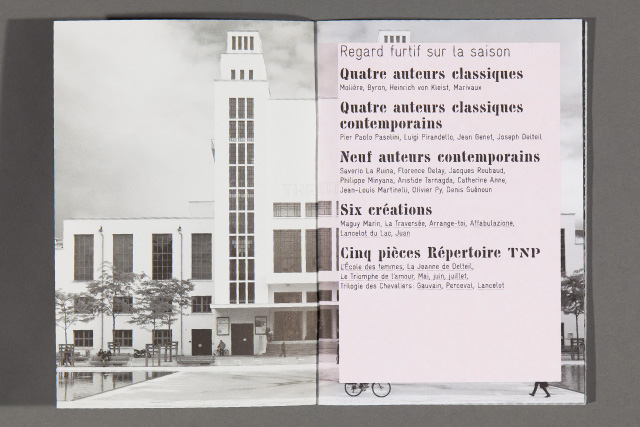 Regard furtif sur la saison
Quatre auteurs classiques
Molière, Byron, Heinrich von Kleist, Marivaux
Quatre auteurs classiques
contemporains
Pier Paolo Pasolini, Luigi Pirandello, Jean Genet, Joseph Delteil
Neuf auteurs contemporains
Saverio La Ruina, Florence Delay, Jacques Roubaud,
Philippe Minyana, Aristide Tarnagda, Catherine Anne,
Jean-Louis Martinelli, Olivier Py, Denis Guénoun
Six créations
Maguy Marin, La Traversée, Arrange-toi, Affabulazione,
Lancelot du Lac, Juan
Cinq pièces Répertoire TNP
L'École des femmes, La Jeanne de Delteil,
Le Triomphe de l'amour, Mai, juin, juillet,
Trilogie des Chevaliers: Gauvain, Perceval, Lancelot